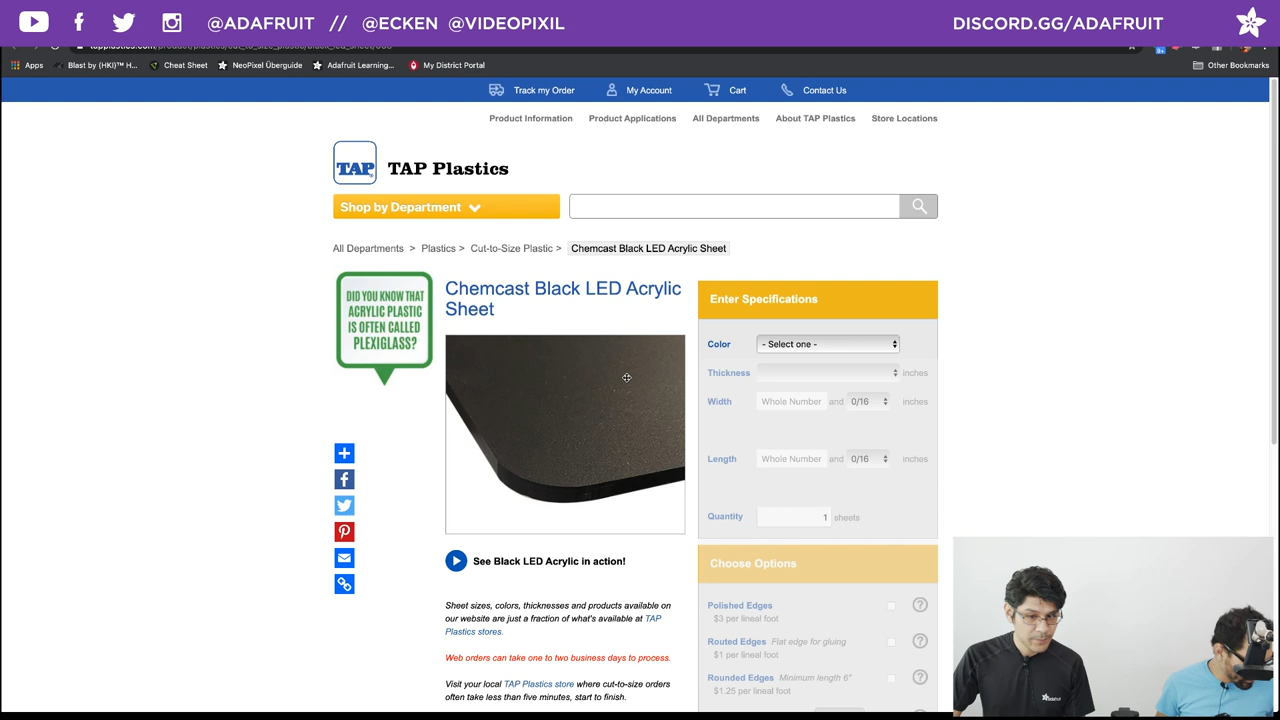 @ADAFRUIT // @ECKEN @VIDEOPIXIL DISCORD.GG/ADAFRUIT
Apps Blast by (HKI)™ H... Cheat Sheet NeoPixel Überguide Adafruit Learning... My District Portal Other Bookmarks
Track my Order My Account Cart Contact Us
Product Information Product Applications All Departments About TAP Plastics Store Locations
TAP TAP Plastics
Shop by Department
All Departments > Plastics > Cut-to-Size Plastic > Chemcast Black LED Acrylic Sheet
DID YOU KNOW THAT
ACRYLIC PLASTIC
IS OFTEN CALLED
PLEXIGLASS?
Chemcast Black LED Acrylic
Sheet
See Black LED Acrylic in action!
Sheet sizes, colors, thicknesses and products available on
our website are just a fraction of what's available at TAP
Plastics stores.
Web orders can take one to two business days to process.
Visit your local TAP Plastics store where cut-to-size orders
often take less than five minutes, start to finish.
Enter Specifications
Color - Select one -
Thickness inches
Width Whole Number and 0/16 inches
Length Whole Number and 0/16 inches
Quantity 1 sheets
Choose Options
Polished Edges ?
$3 per lineal foot
Routed Edges Flat edge for gluing ?
$1 per lineal foot
Rounded Edges Minimum length 6" ?
$1.25 per lineal foot
adafruit